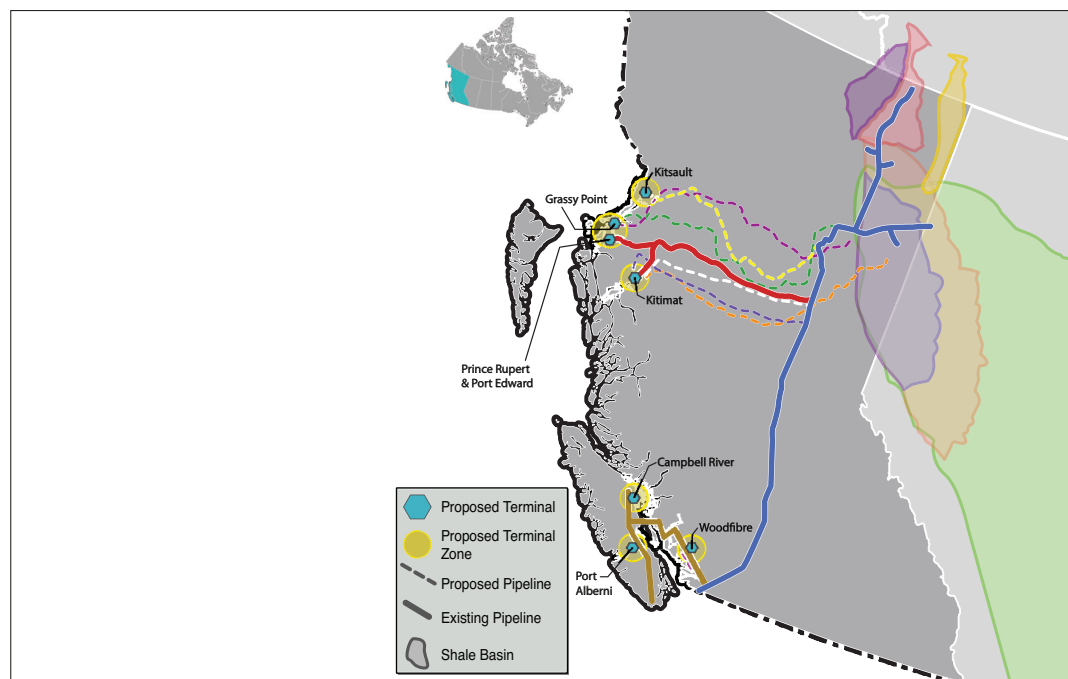 Kitsault
Grassy Point
Kitimat
Prince Rupert
& Port Edward
Campbell River
Woodfibre
Port
Alberni
Proposed Terminal
Proposed Terminal
Zone
Proposed Pipeline
Existing Pipeline
Shale Basin